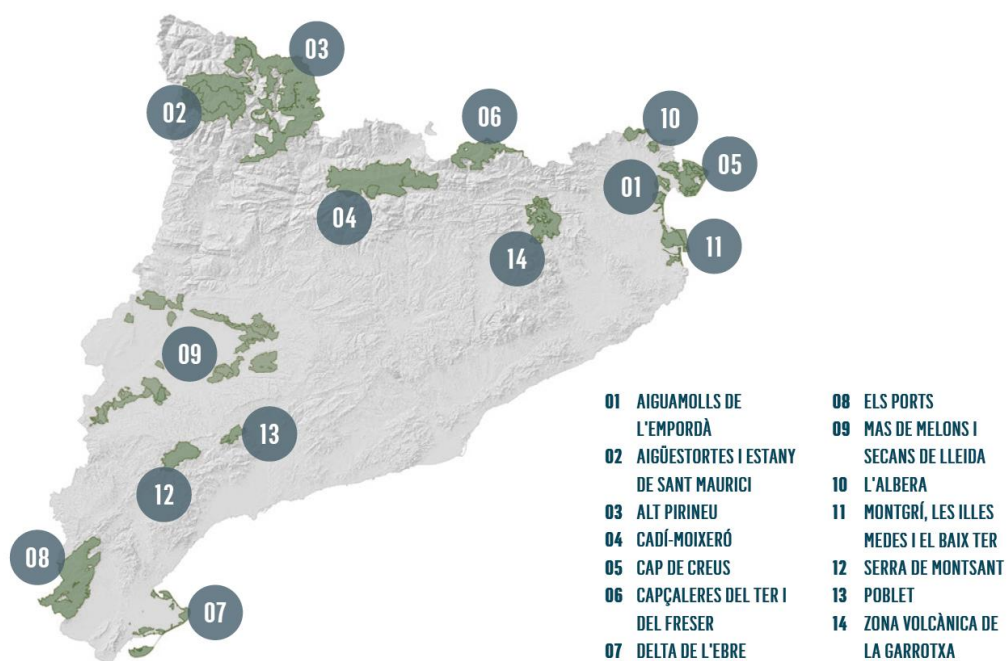 03
02
06
10
05
01
04
14
11
09
13
12
08
07
01 AIGUAMOLLS DE
L'EMPORDÀ
02 AIGÜESTORTES I ESTANY
DE SANT MAURICI
03 ALT PIRINEU
04 CADÍ-MOIXERÓ
05 CAP DE CREUS
06 CAPÇALERES DEL TER I
DEL FRESER
07 DELTA DE L'EBRE
08 ELS PORTS
09 MAS DE MELONS I
SECANS DE LLEIDA
10 L'ALBERA
11 MONTGRÍ, LES ILLES
MEDES I EL BAIX TER
12 SERRA DE MONTSANT
13 POBLET
14 ZONA VOLCÀNICA DE
LA GARROTXA